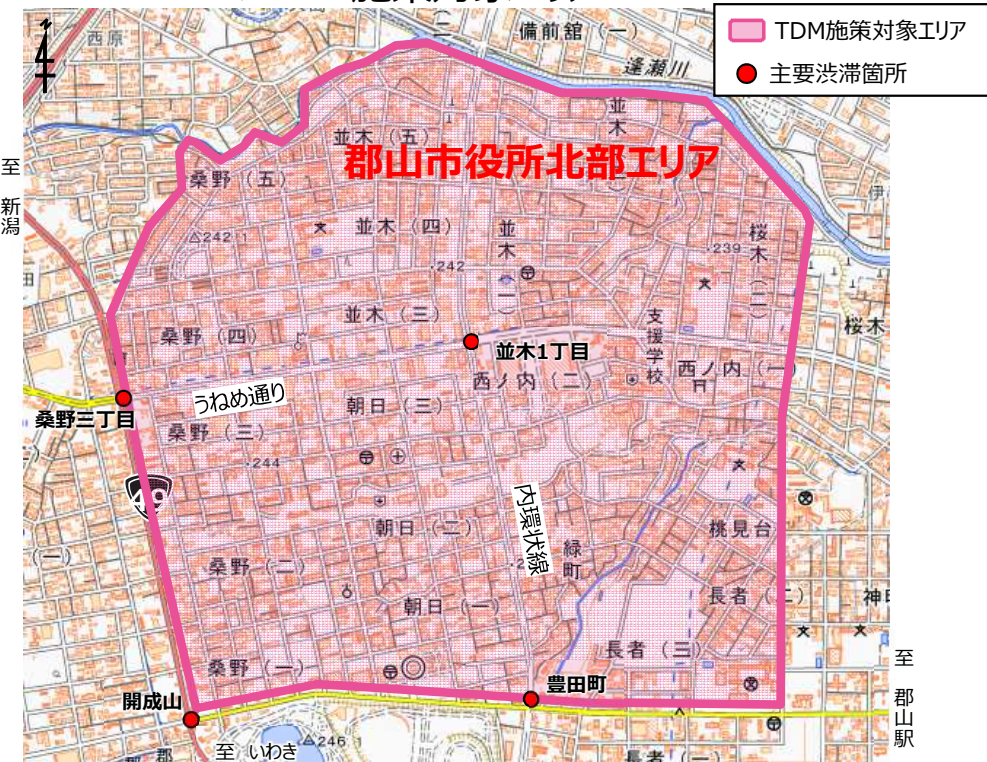 TDM施策対象エリア
主要渋滞箇所
備前舘（一）
西原
逢瀬川
並木
並木（五）
郡山市役所北部エリア
至 新潟
桑野（五）
△242
並木（四）
並木（一）
・239
桜木（二）
・242
並木（三）
支援学校
桜木
桑野（四）
並木1丁目
西ノ内（二）
西ノ内（一）
うねめ通り
朝日（三）
桑野三丁目
桑野（三）
・244
49
内環状線
朝日（二）
緑町
桃見台
（一）
桑野（二）
朝日（一）
長者（二）
神
長者（三）
桑野（一）
豊田町
開成山
至 郡山駅
至 いわき
△246
郡
長者（一）